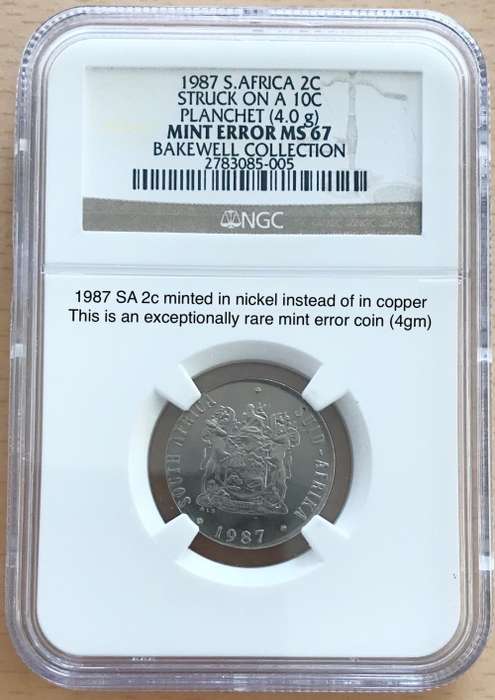 1987 S.AFRICA 2C
STRUCK ON A 10C
PLANCHET (4.0 g)
MINT ERROR MS 67
BAKEWELL COLLECTION
2783085-005
NGC
1987 SA 2c minted in nickel instead of in copper
This is an exceptionally rare mint error coin (4gm)
SOUTH AFRICA SUID-AFRIKA
1987